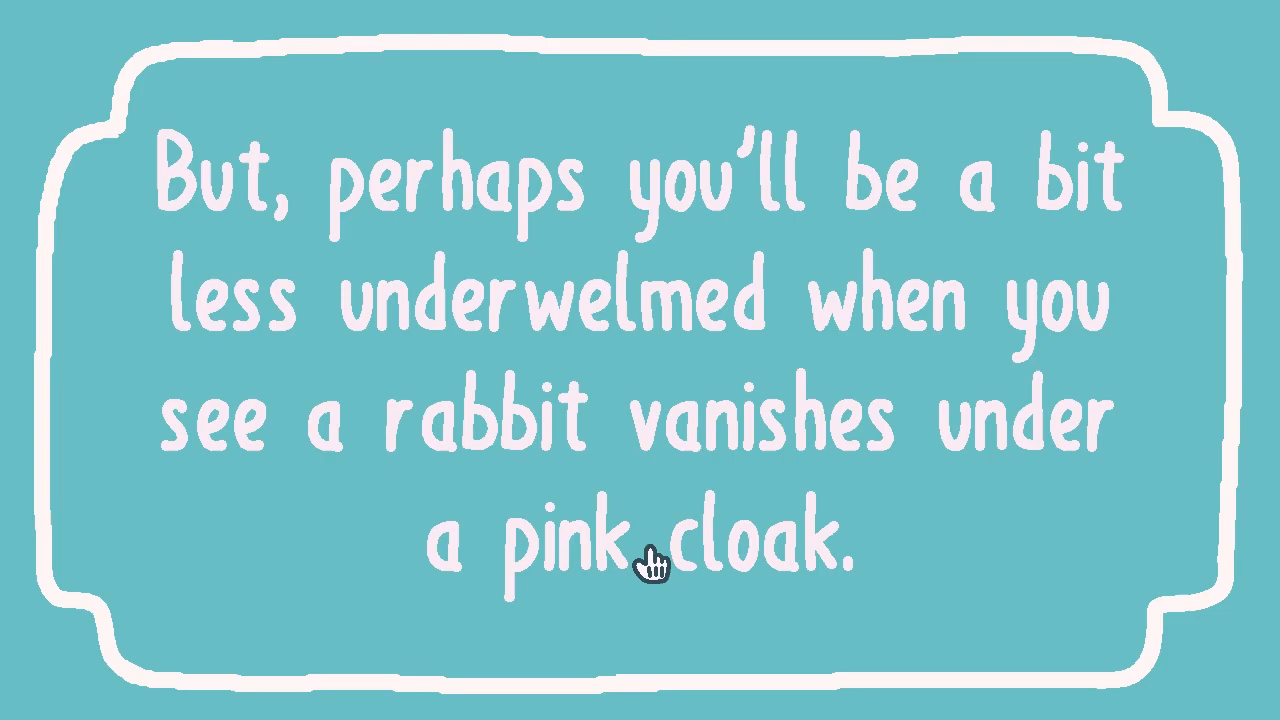 But, perhaps you'll be a bit
less underwelmed when you
see a rabbit vanishes under
a pink cloak.